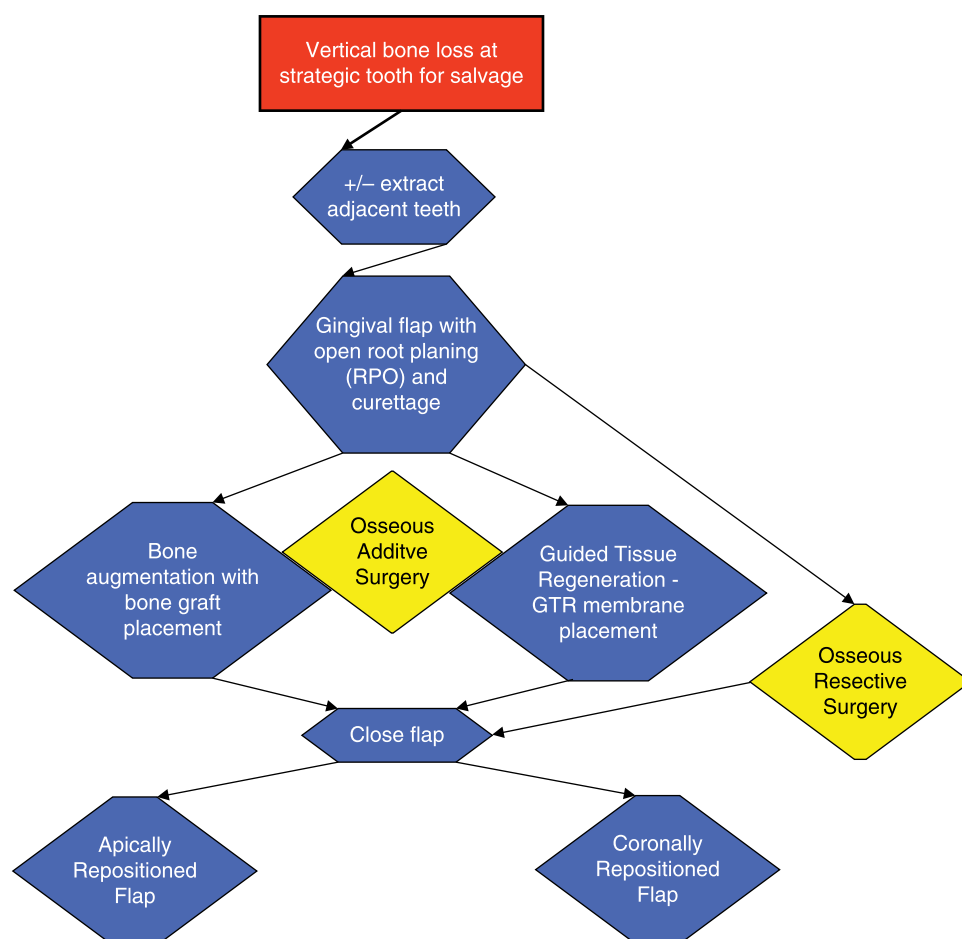 Vertical bone loss at
strategic tooth for salvage
+/– extract
adjacent teeth
Gingival flap with
open root planing
(RPO) and
curettage
Bone
augmentation with
bone graft
placement
Osseous
Additve
Surgery
Guided Tissue
Regeneration -
GTR membrane
placement
Osseous
Resective
Surgery
Close flap
Apically
Repositioned
Flap
Coronally
Repositioned
Flap